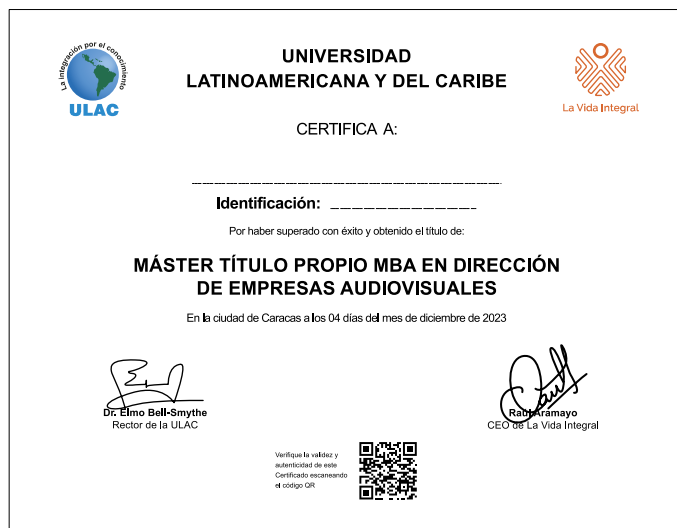 La integración por el conocimiento
ULAC
UNIVERSIDAD
LATINOAMERICANA Y DEL CARIBE
La Vida Integral
CERTIFICA A:
Identificación:
Por haber superado con éxito y obtenido el título de:
MÁSTER TÍTULO PROPIO MBA EN DIRECCIÓN
DE EMPRESAS AUDIOVISUALES
En la ciudad de Caracas a los 04 días del mes de diciembre de 2023
Dr. Elmo Bell-Smythe
Rector de la ULAC
Raúl Aramayo
CEO de La Vida Integral
Verifique la validez y
autenticidad de este
Certificado escaneando
el código QR